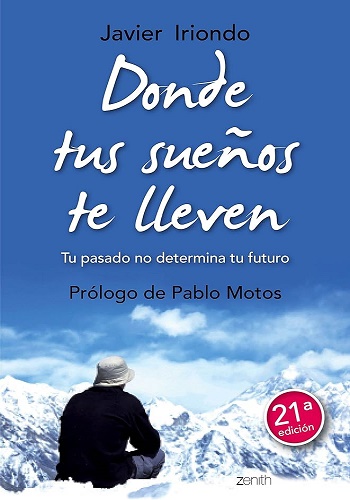 Javier Iriondo
Donde
tus sueños
te lleven
Tu pasado no determina tu futuro
Prólogo de Pablo Motos
21ª
edición
zenith